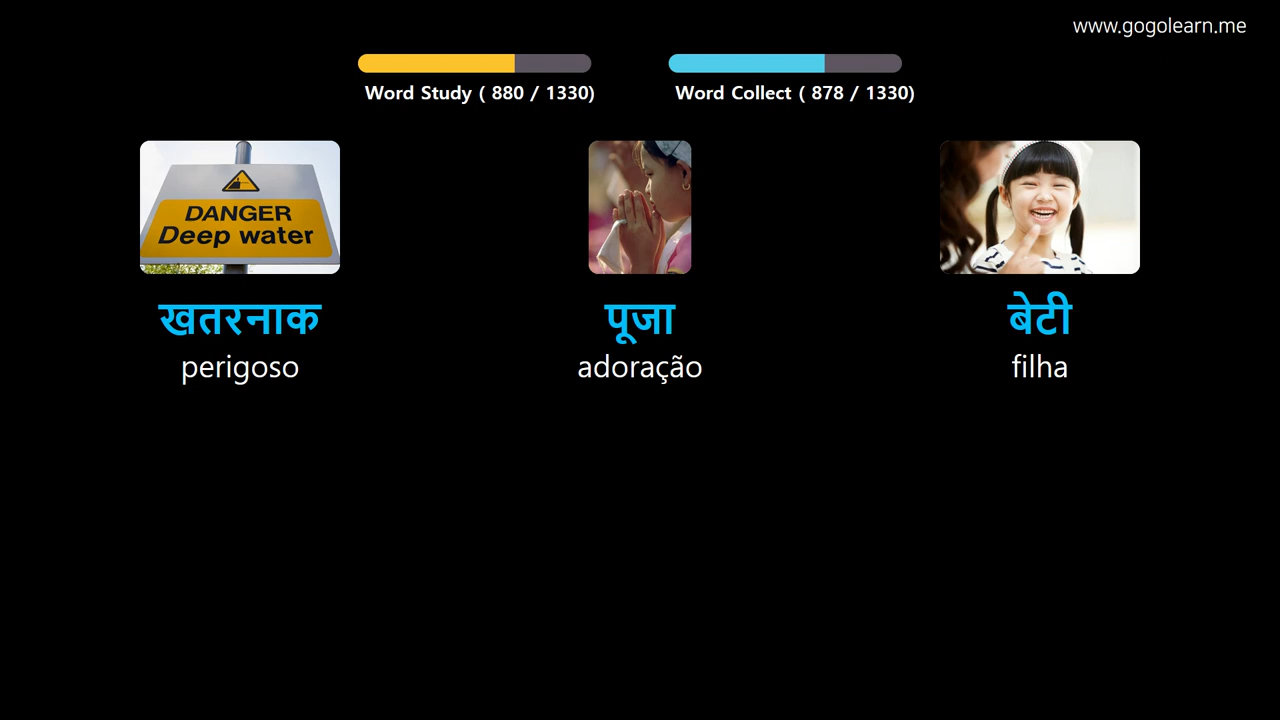 www.gogolearn.me
Word Study ( 880 / 1330)
Word Collect ( 878 / 1330)
DANGER
Deep water
खतरनाक
पूजा
बेटी
perigoso
adoração
filha